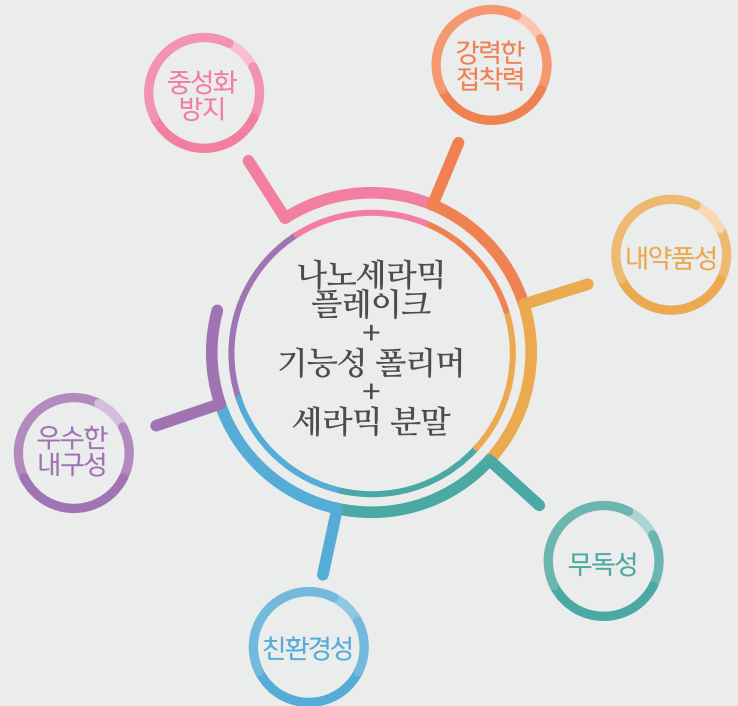 중성화
방지
강력한
접착력
내약품성
나노세라믹
플레이크
+
기능성 폴리머
+
세라믹 분말
우수한
내구성
무독성
친환경성